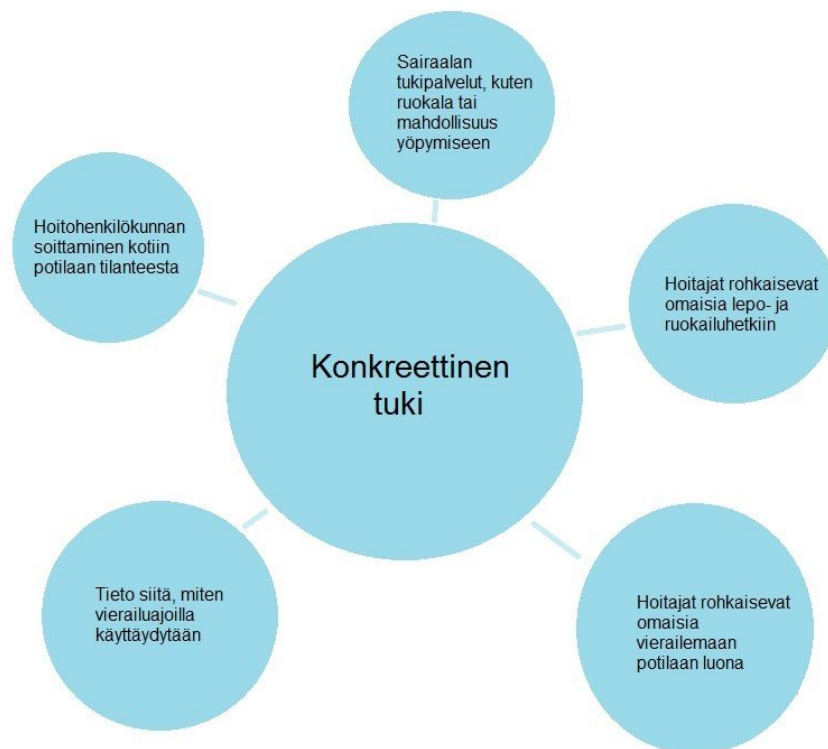 Sairaalan
tukipalvelut, kuten
ruokala tai
mahdollisuus
yöpymiseen
Hoitohenkilökunnan
soittaminen kotiin
potilaan tilanteesta
Hoitajat rohkaisevat
omaisia lepo- ja
ruokailuhetkiin
Konkreettinen
tuki
Tieto siitä, miten
vierailuajoilla
käyttäydytään
Hoitajat rohkaisevat
omaisia
vierailemaan
potilaan luona